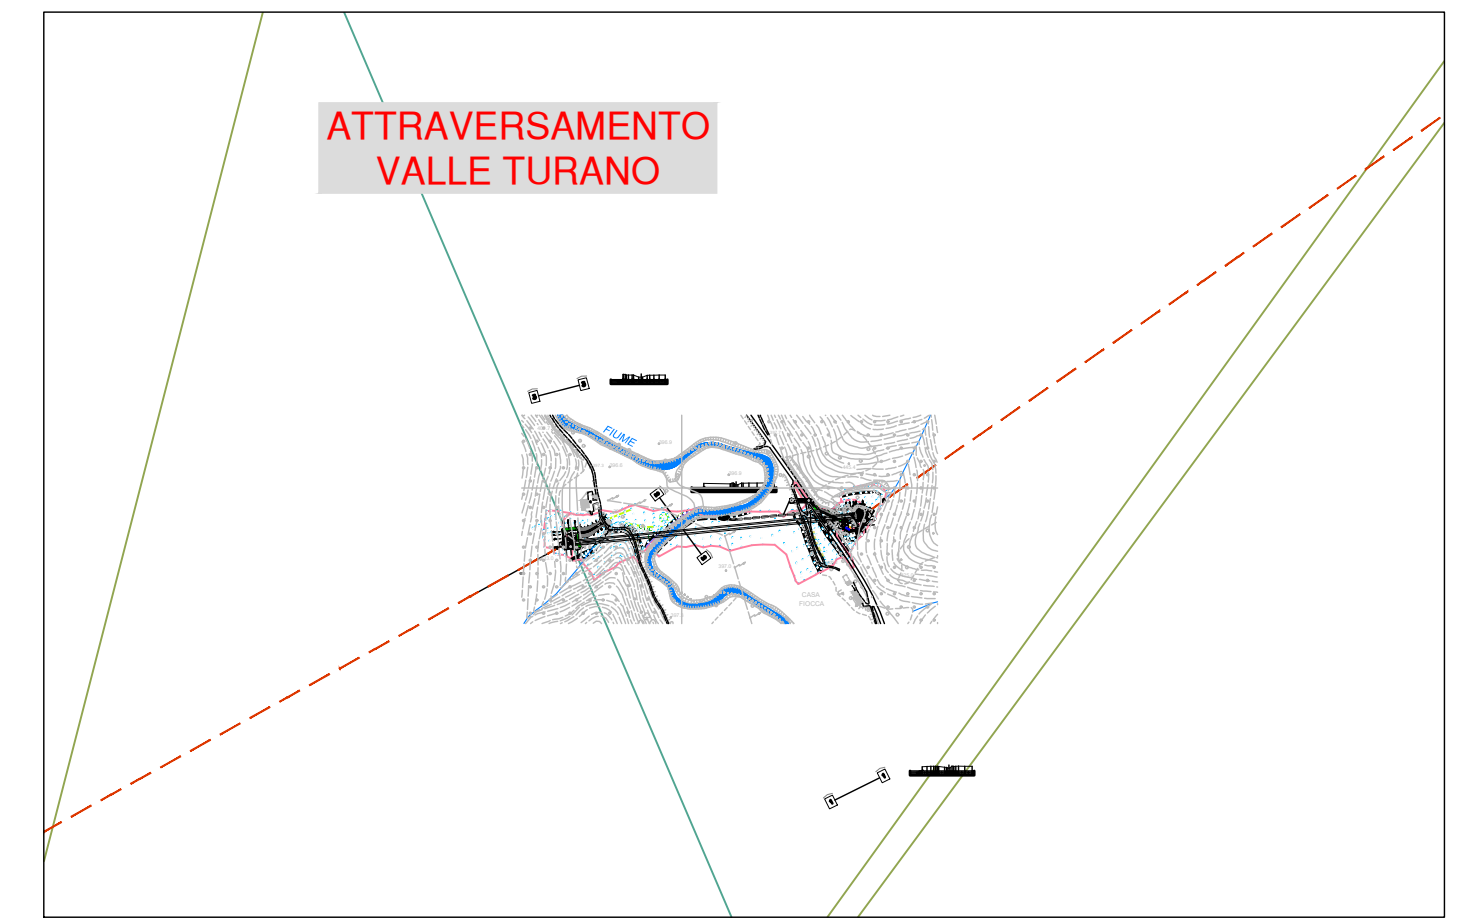 ATTRAVERSAMENTO
VALLE TURANO
FIUME
CASA
FIOCCA